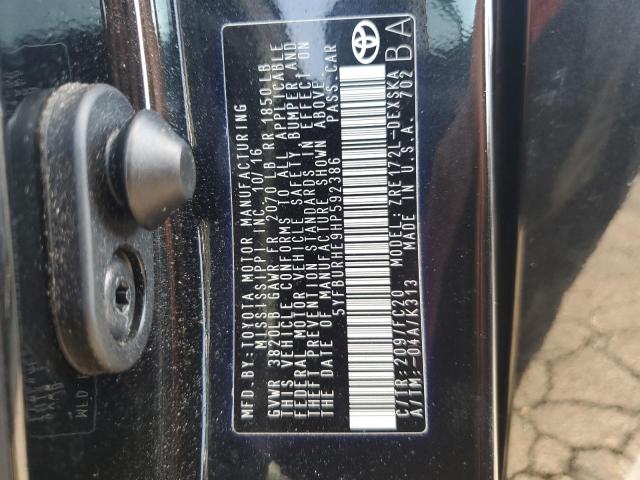 MFD. BY: TOYOTA MOTOR MANUFACTURING
MISSISSIPPI INC. 10/16
GVWR 3820LB GAWR FR 2070 LB RR 1850LB
THIS VEHICLE CONFORMS TO ALL APPLICABLE
FEDERAL MOTOR VEHICLE SAFETY BUMPER AND
THEFT PREVENTION STANDARDS IN EFFECT ON
THE DATE OF MANUFACTURE SHOWN ABOVE.
5YFBURHE9HP592386 PASS.CAR
C/TR: 209/FC20 MODEL: ZRE172L-DEXSKA
A/TM: -04A/K313 MADE IN U.S.A. 702
BA